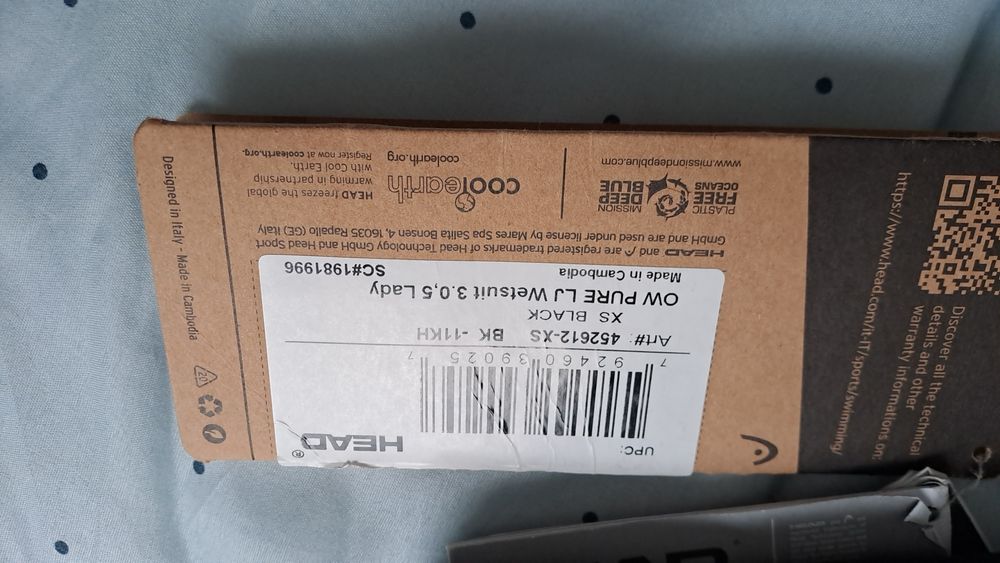 UPC:
HEAD®
7 92460 39025 7
Art#: 452612-XS BK -11KH
XS BLACK
OW PURE LJ Wetsuit 3.0,5 Lady
Made in Cambodia SC#1981996
HEAD and are registered trademarks of Head Technology GmbH and Head Sport
GmbH and are used under license by Mares Spa Salita Bonsen, 4, 16035 Rapallo (GE) Italy
PLASTIC
FREE
OCEANS
MISSION
DEEP
BLUE
www.missiondeepblue.com
coolearth
coolearth.org
HEAD freezes the global
warming in partnership
with Cool Earth.
Register now at coolearth.org.
Designed in Italy - Made in Cambodia
20
Discover all the technical
details and other
warranty informations on:
https://www.head.com/it-IT/sports/swimming/